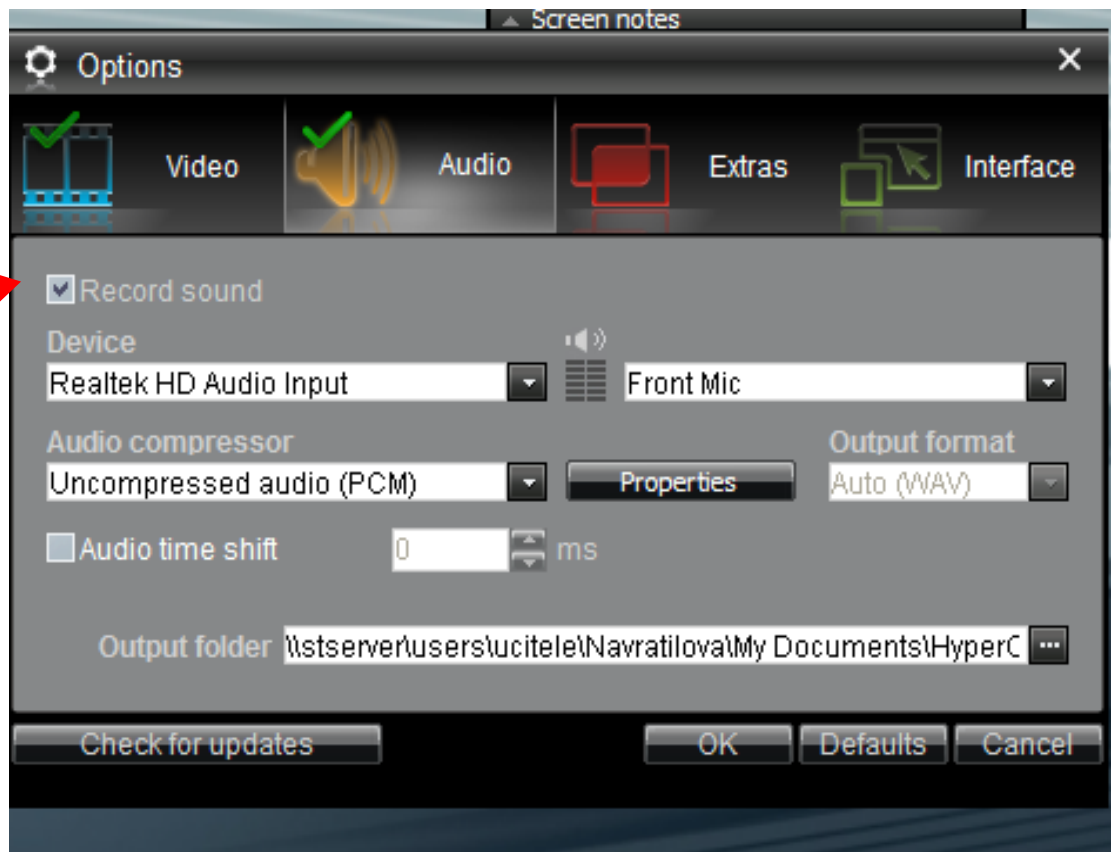 Screen notes
Options
Video Audio Extras Interface
Record sound
Device
Realtek HD Audio Input Front Mic
Audio compressor Output format
Uncompressed audio (PCM) Properties Auto (WAV)
Audio time shift 0 ms
Output folder \\stserver\users\ucitele\Navratilova\My Documents\HyperC ...
Check for updates OK Defaults Cancel